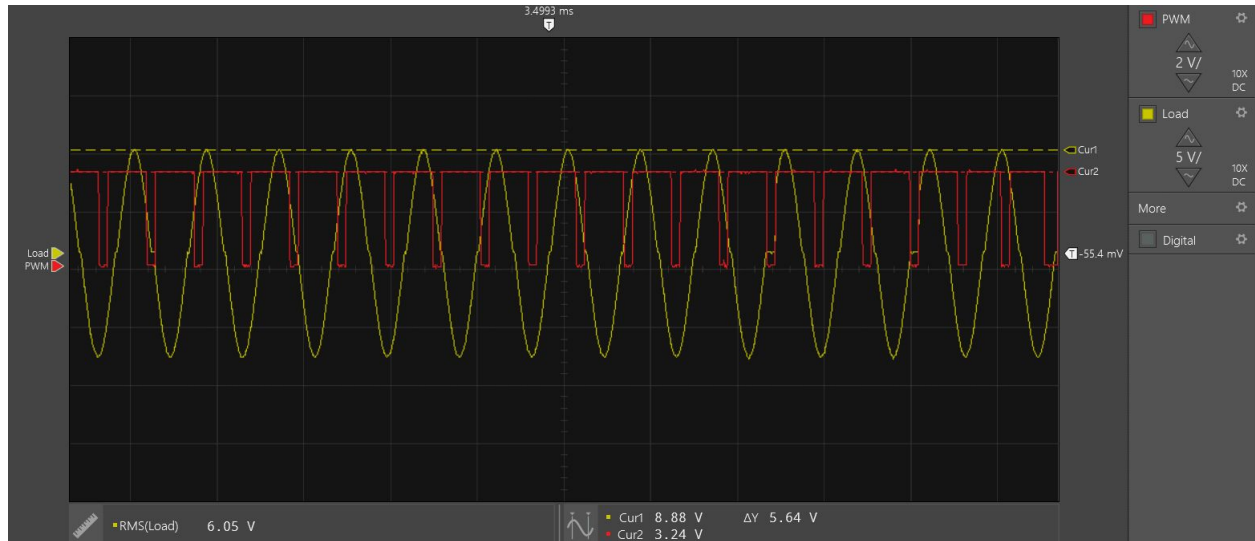 3.4993 ms
T
PWM
2 V/
10X
DC
Load
5 V/
10X
DC
More
Digital
Cur1
Cur2
Load
PWM
T -55.4 mV
RMS(Load) 6.05 V
Cur1 8.88 V ΔY 5.64 V
Cur2 3.24 V